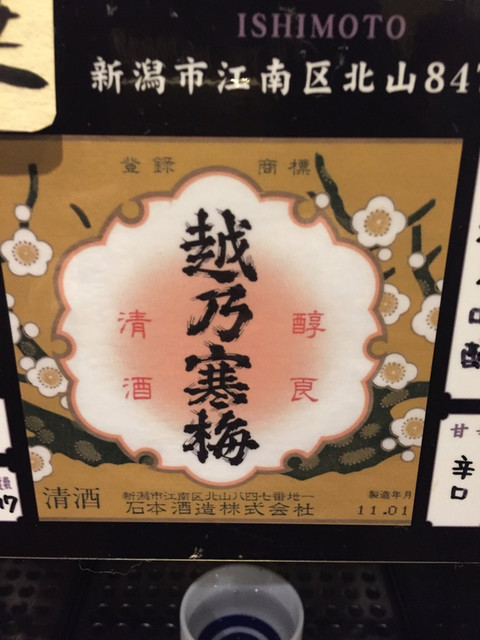 ISHIMOTO
新潟市江南区北山847
登録 商標
越乃寒梅
醇良
清酒
清酒
新潟市江南区北山八四七番地一
石本酒造株式会社
製造年月
11.01
甘
辛口